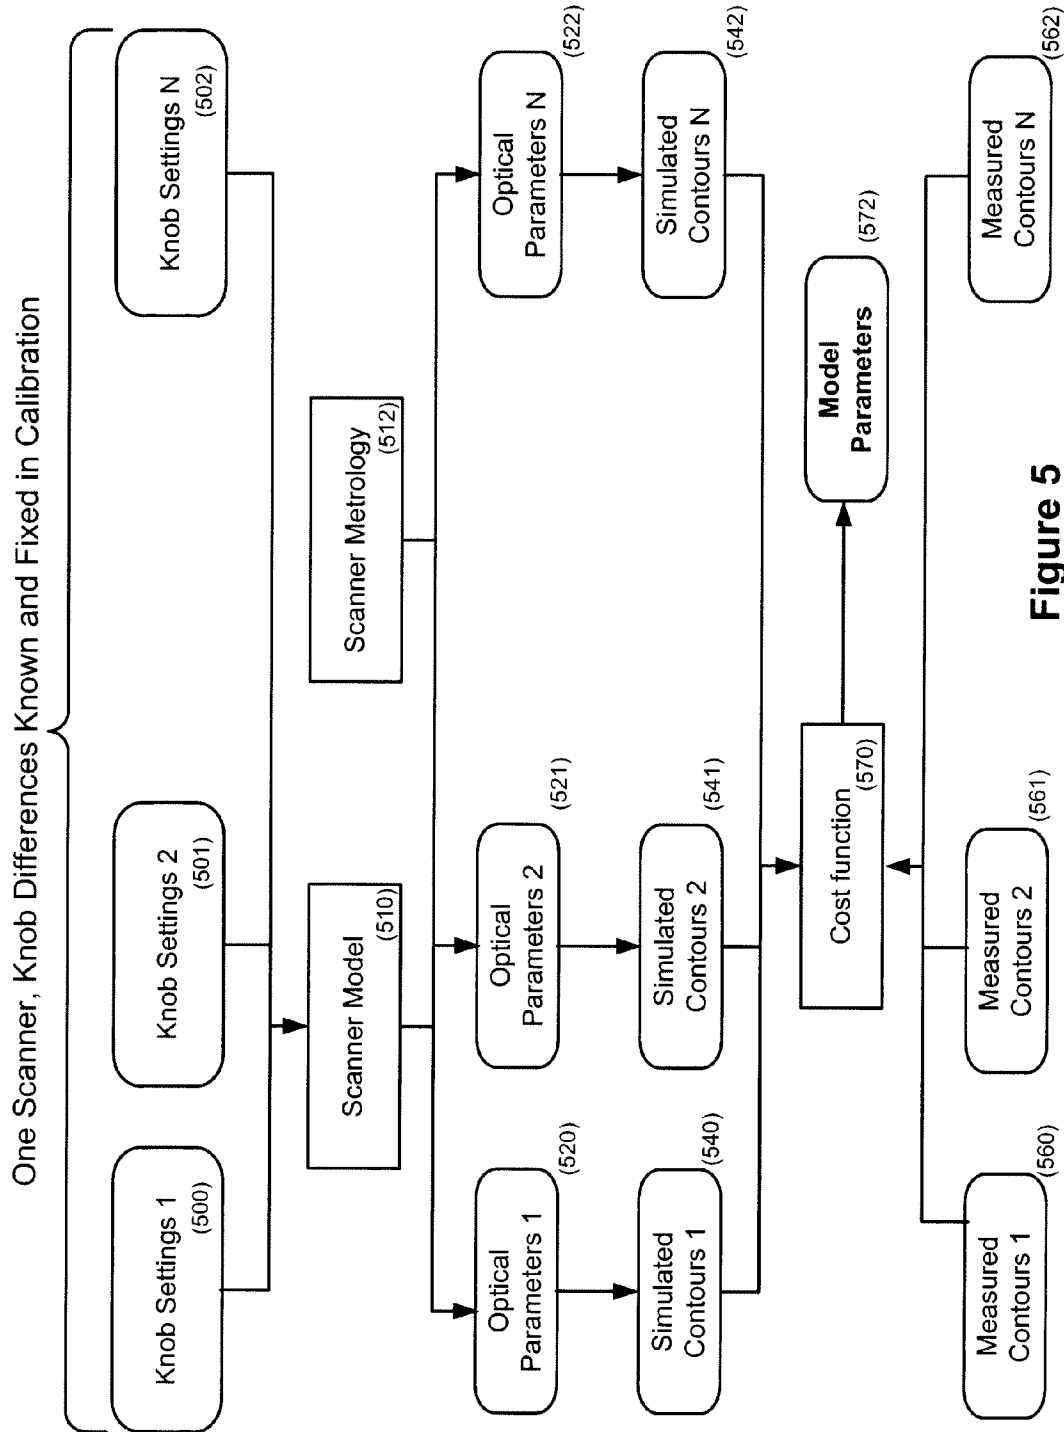 One Scanner, Knob Differences Known and Fixed in Calibration
Knob Settings 1
(500)
Knob Settings 2
(501)
Knob Settings N
(502)
Scanner Model
(510)
Scanner Metrology
(512)
Optical
Parameters 1
(520)
Optical
Parameters 2
(521)
Optical
Parameters N
(522)
Simulated
Contours 1
(540)
Simulated
Contours 2
(541)
Simulated
Contours N
(542)
Cost function
(570)
Model
Parameters
(572)
Measured
Contours 1
(560)
Measured
Contours 2
(561)
Measured
Contours N
(562)
Figure 5